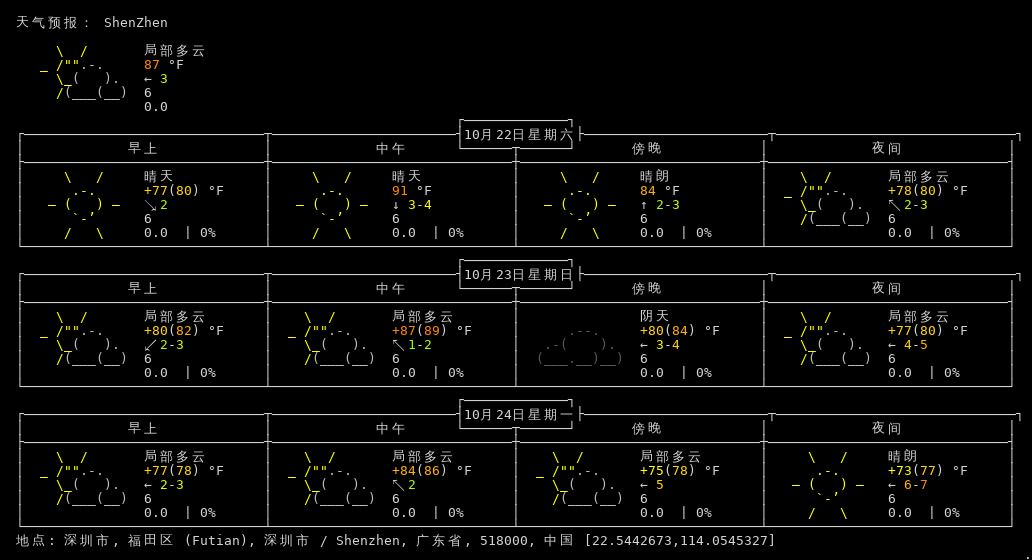 天气预报： ShenZhen
局部多云
87 °F
← 3
6
0.0
10月22日星期六
早上 中午 傍晚 夜间
晴天 晴天 晴朗 局部多云
+77(80) °F 91 °F 84 °F +78(80) °F
↘ 2 ↓ 3-4 ↑ 2-3 ↖ 2-3
6 6 6 6
0.0 | 0% 0.0 | 0% 0.0 | 0% 0.0 | 0%
10月23日星期日
早上 中午 傍晚 夜间
局部多云 局部多云 阴天 局部多云
+80(82) °F +87(89) °F +80(84) °F +77(80) °F
↙ 2-3 ↖ 1-2 ← 3-4 ← 4-5
6 6 6 6
0.0 | 0% 0.0 | 0% 0.0 | 0% 0.0 | 0%
10月24日星期一
早上 中午 傍晚 夜间
局部多云 局部多云 局部多云 晴朗
+77(78) °F +84(86) °F +75(78) °F +73(77) °F
← 2-3 ↖ 2 ← 5 ← 6-7
6 6 6 6
0.0 | 0% 0.0 | 0% 0.0 | 0% 0.0 | 0%
地点: 深圳市, 福田区 (Futian), 深圳市 / Shenzhen, 广东省, 518000, 中国 [22.5442673,114.0545327]